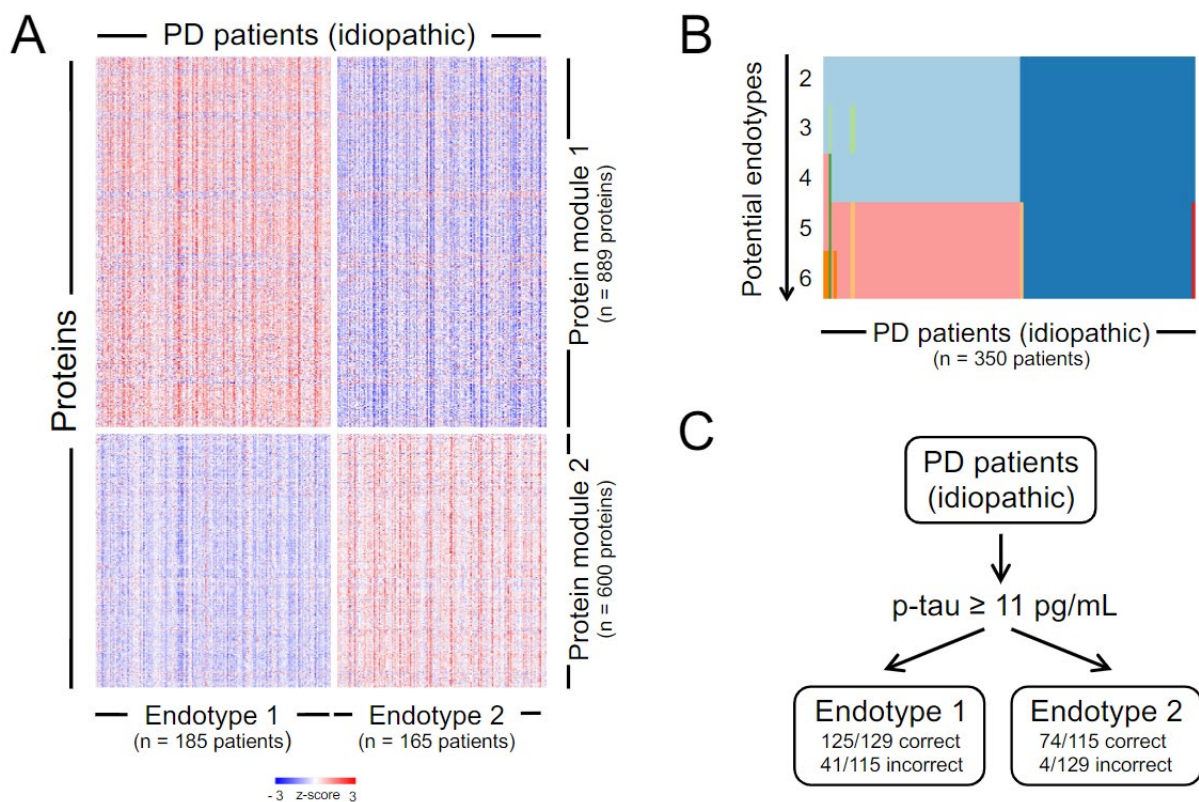 A
PD patients (idiopathic)
Proteins
Protein module 1
(n = 889 proteins)
Protein module 2
(n = 600 proteins)
Endotype 1
(n = 185 patients)
Endotype 2
(n = 165 patients)
- 3 z-score 3
B
Potential endotypes
2
3
4
5
6
PD patients (idiopathic)
(n = 350 patients)
C
PD patients
(idiopathic)
p-tau ≥ 11 pg/mL
Endotype 1
125/129 correct
41/115 incorrect
Endotype 2
74/115 correct
4/129 incorrect